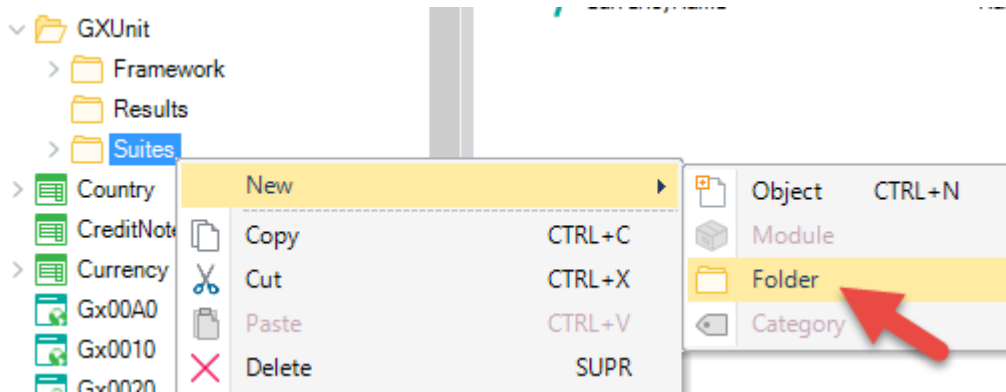 GXUnit
Framework
Results
Suites
Country
CreditNote
Currency
Gx00A0
Gx0010
Gx0020
New
Copy CTRL+C
Cut CTRL+X
Paste CTRL+V
Delete SUPR
Object CTRL+N
Module
Folder
Category